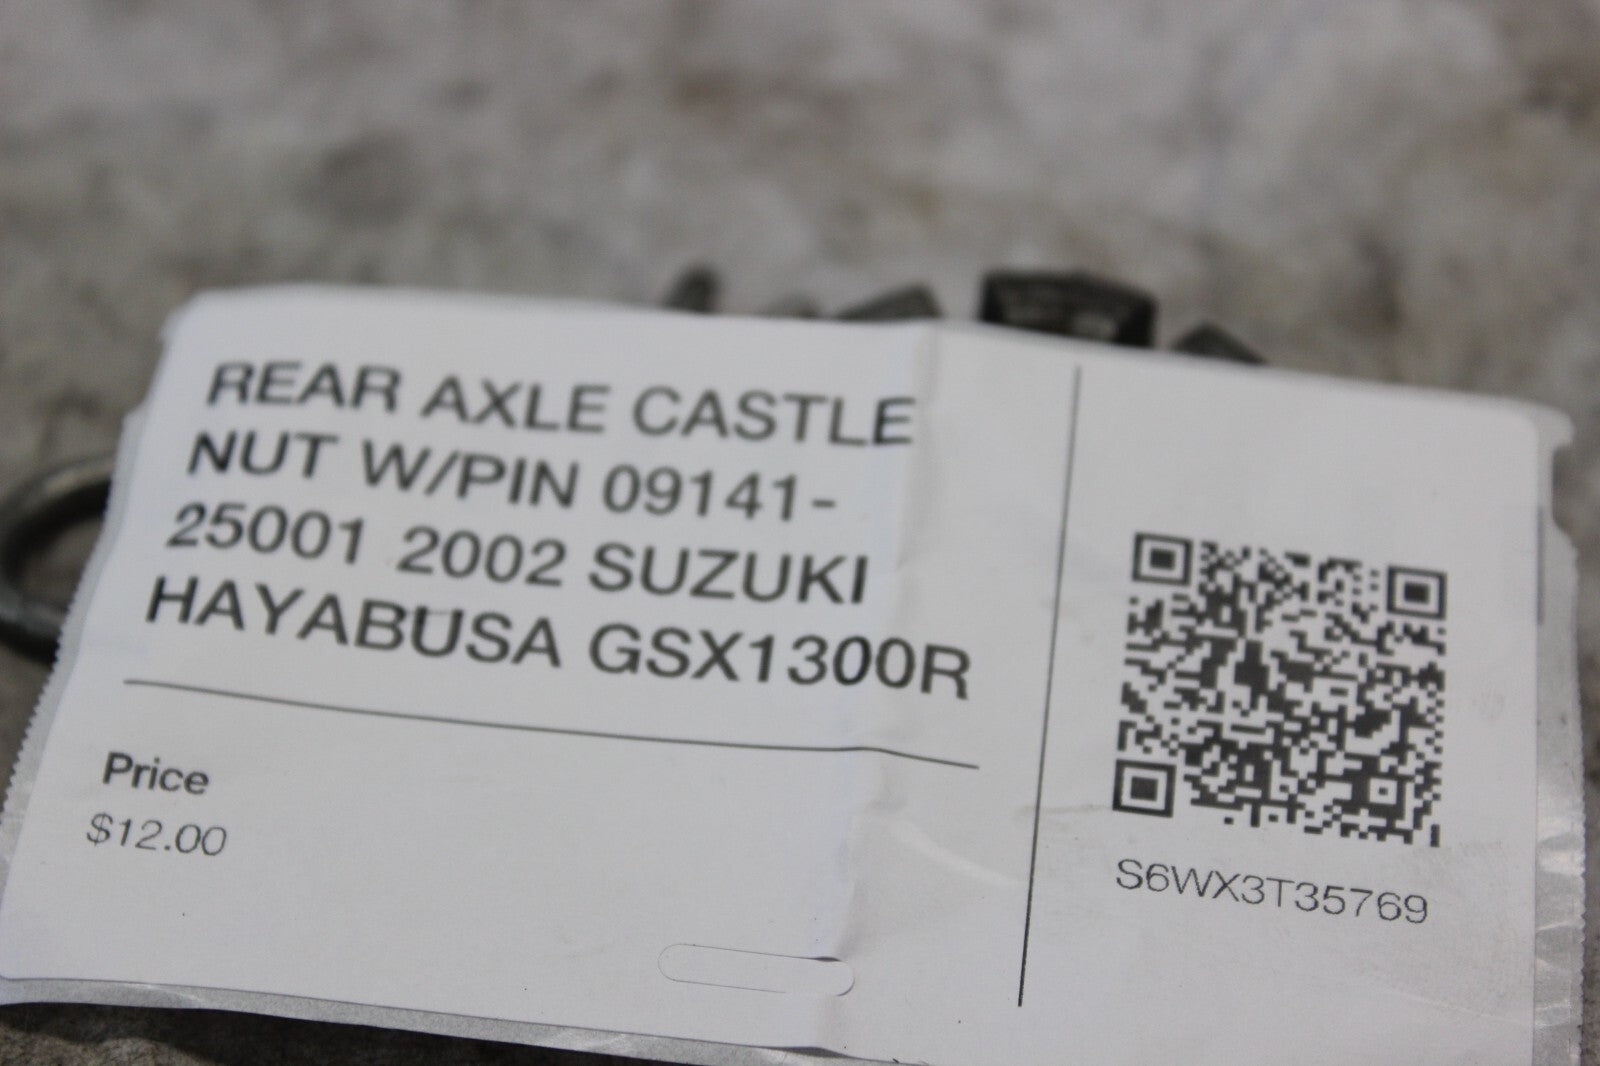 REAR AXLE CASTLE
NUT W/PIN 09141-
25001 2002 SUZUKI
HAYABUSA GSX1300R
Price
$12.00
S6WX3T35769